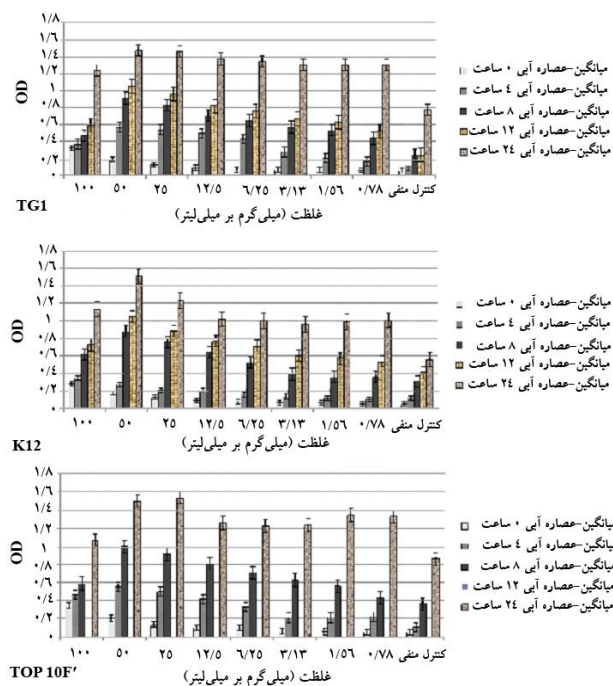 ۱/۸
۱/۶
۱/۴
۱/۲
۱
۰/۸
۰/۶
۰/۴
۰/۲
۰
OD
۱۰۰ ۵۰ ۲۵ ۱۲/۵ ۶/۲۵ ۳/۱۳ ۱/۵۶ ۰/۷۸ کنترل منفی
غلظت (میلی‌گرم بر میلی‌لیتر)
TG1
میانگین-عصاره آبی ۰ ساعت
میانگین-عصاره آبی ۴ ساعت
میانگین-عصاره آبی ۸ ساعت
میانگین-عصاره آبی ۱۲ ساعت
میانگین-عصاره آبی ۲۴ ساعت
۱/۸
۱/۶
۱/۴
۱/۲
۱
۰/۸
۰/۶
۰/۴
۰/۲
۰
OD
۱۰۰ ۵۰ ۲۵ ۱۲/۵ ۶/۲۵ ۳/۱۳ ۱/۵۶ ۰/۷۸ کنترل منفی
غلظت (میلی‌گرم بر میلی‌لیتر)
K12
میانگین-عصاره آبی ۰ ساعت
میانگین-عصاره آبی ۴ ساعت
میانگین-عصاره آبی ۸ ساعت
میانگین-عصاره آبی ۱۲ ساعت
میانگین-عصاره آبی ۲۴ ساعت
۱/۸
۱/۶
۱/۴
۱/۲
۱
۰/۸
۰/۶
۰/۴
۰/۲
۰
OD
۱۰۰ ۵۰ ۲۵ ۱۲/۵ ۶/۲۵ ۳/۱۳ ۱/۵۶ ۰/۷۸ کنترل منفی
غلظت (میلی‌گرم بر میلی‌لیتر)
TOP 10F′
میانگین-عصاره آبی ۰ ساعت
میانگین-عصاره آبی ۴ ساعت
میانگین-عصاره آبی ۸ ساعت
میانگین-عصاره آبی ۱۲ ساعت
میانگین-عصاره آبی ۲۴ ساعت